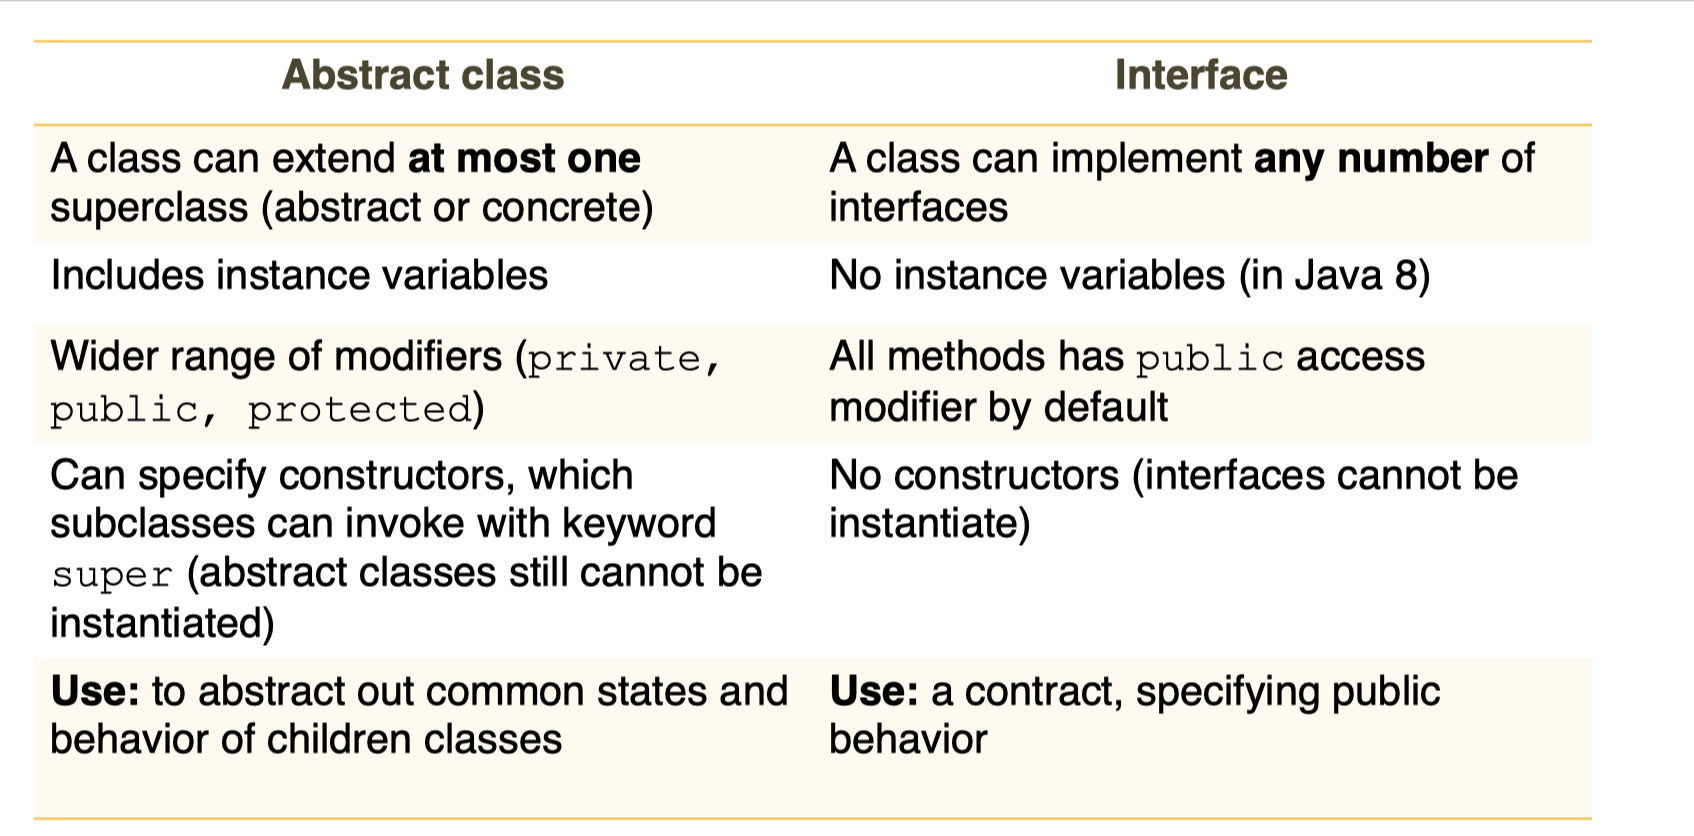 Abstract class
Interface
A class can extend at most one
superclass (abstract or concrete)
A class can implement any number of
interfaces
Includes instance variables
No instance variables (in Java 8)
Wider range of modifiers (private,
public, protected)
All methods has public access
modifier by default
Can specify constructors, which
subclasses can invoke with keyword
super (abstract classes still cannot be
instantiated)
No constructors (interfaces cannot be
instantiate)
Use: to abstract out common states and
behavior of children classes
Use: a contract, specifying public
behavior